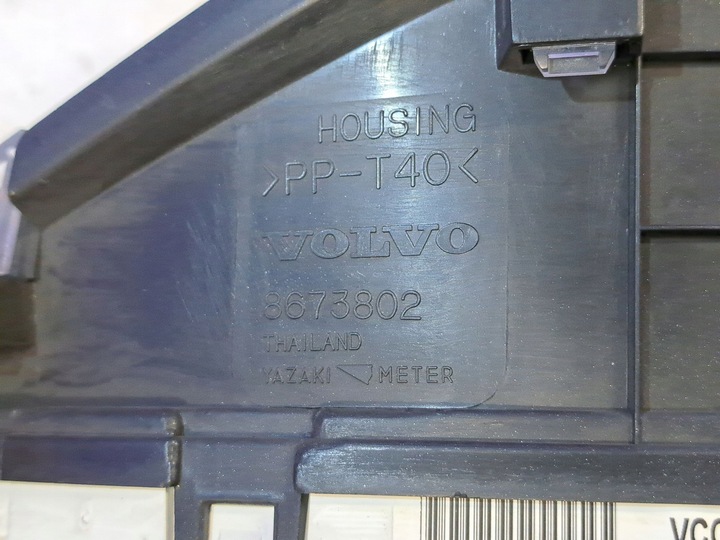 HOUSING
>PP-T40<
VOLVO
8673802
THAILAND
YAZAKI METER